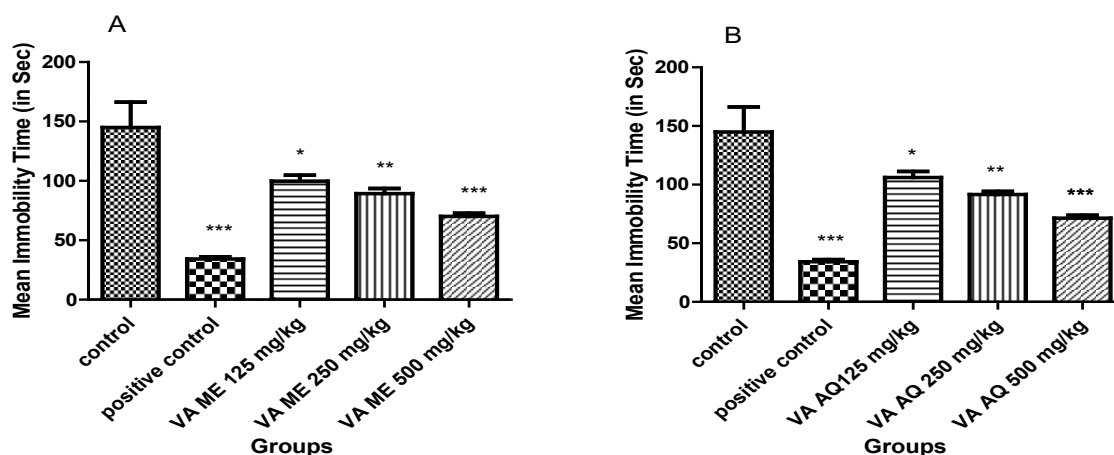 A
Mean Immobility Time (in Sec)
200
150
100
50
0
*
**
***
***
control
positive control
VA ME 125 mg/kg
VA ME 250 mg/kg
VA ME 500 mg/kg
Groups
B
Mean Immobility Time (in Sec)
200
150
100
50
0
*
**
***
***
control
positive control
VA AQ125 mg/kg
VA AQ 250 mg/kg
VA AQ 500 mg/kg
Groups